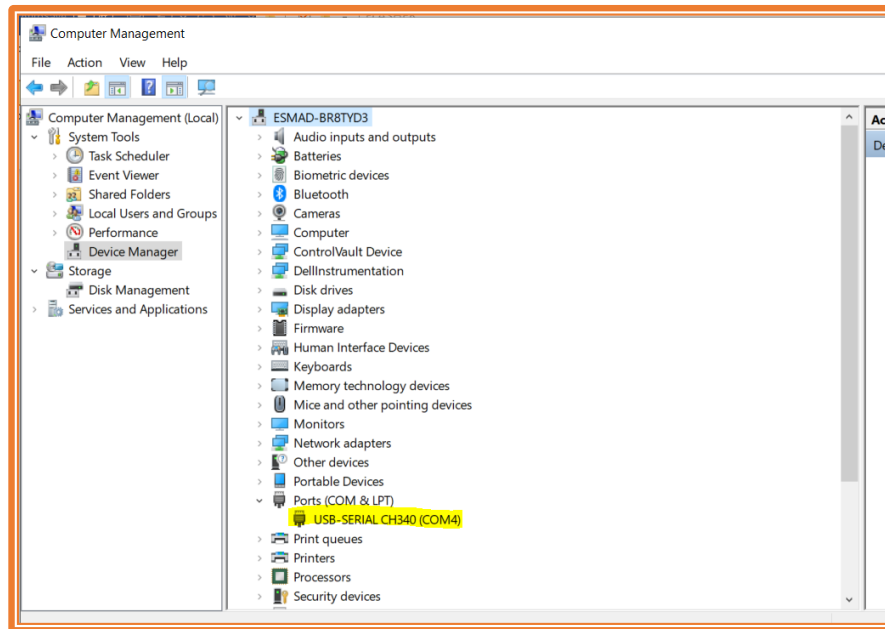 Computer Management
File Action View Help
Computer Management (Local)
System Tools
Task Scheduler
Event Viewer
Shared Folders
Local Users and Groups
Performance
Device Manager
Storage
Disk Management
Services and Applications
ESMAD-BR8TYD3
Audio inputs and outputs
Batteries
Biometric devices
Bluetooth
Cameras
Computer
ControlVault Device
DellInstrumentation
Disk drives
Display adapters
Firmware
Human Interface Devices
Keyboards
Memory technology devices
Mice and other pointing devices
Monitors
Network adapters
Other devices
Portable Devices
Ports (COM & LPT)
USB-SERIAL CH340 (COM4)
Print queues
Printers
Processors
Security devices
Ac
De